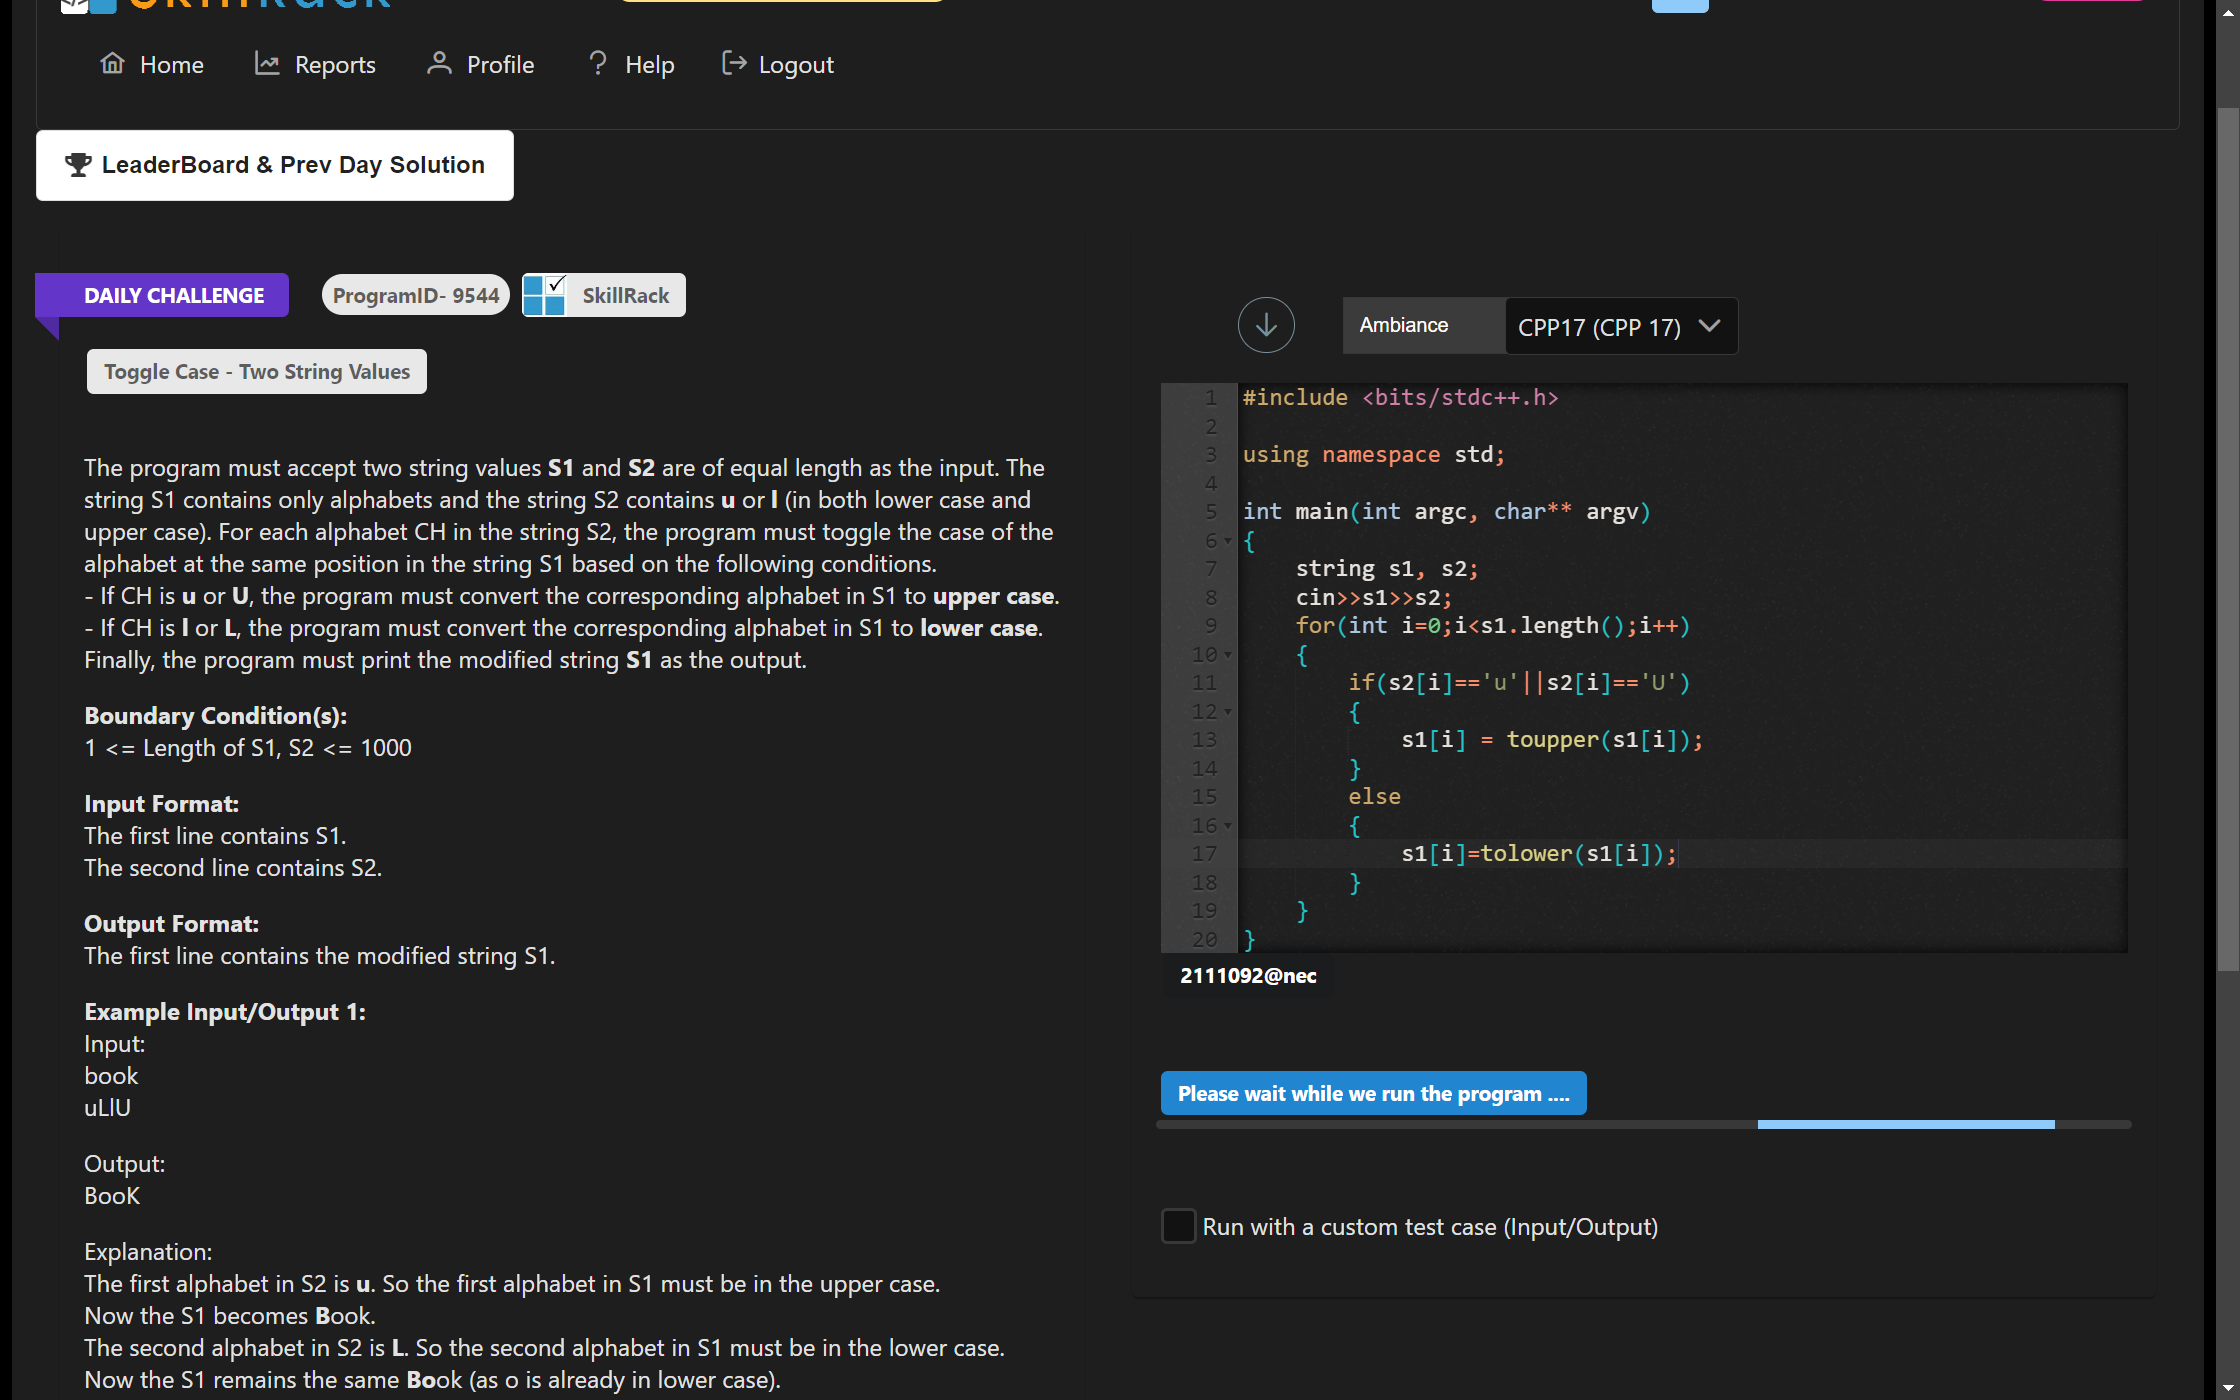 Home
Reports
Profile
? Help
Logout
LeaderBoard & Prev Day Solution
DAILY CHALLENGE
ProgramID- 9544
SkillRack
Toggle Case - Two String Values
The program must accept two string values S1 and S2 are of equal length as the input. The
string S1 contains only alphabets and the string S2 contains u or l (in both lower case and
upper case). For each alphabet CH in the string S2, the program must toggle the case of the
alphabet at the same position in the string S1 based on the following conditions.
- If CH is u or U, the program must convert the corresponding alphabet in S1 to upper case.
- If CH is l or L, the program must convert the corresponding alphabet in S1 to lower case.
Finally, the program must print the modified string S1 as the output.
Boundary Condition(s):
1 <= Length of S1, S2 <= 1000
Input Format:
The first line contains S1.
The second line contains S2.
Output Format:
The first line contains the modified string S1.
Example Input/Output 1:
Input:
book
uLlU
Output:
BooK
Explanation:
The first alphabet in S2 is u. So the first alphabet in S1 must be in the upper case.
Now the S1 becomes Book.
The second alphabet in S2 is L. So the second alphabet in S1 must be in the lower case.
Now the S1 remains the same Book (as o is already in lower case).
Ambiance
CPP17 (CPP 17)
1 #include <bits/stdc++.h>
2
3 using namespace std;
4
5 int main(int argc, char** argv)
6 {
7 string s1, s2;
8 cin>>s1>>s2;
9 for(int i=0;i<s1.length();i++)
10 {
11 if(s2[i]=='u'||s2[i]=='U')
12 {
13 s1[i] = toupper(s1[i]);
14 }
15 else
16 {
17 s1[i]=tolower(s1[i]);
18 }
19 }
20 }
2111092@nec
Please wait while we run the program ....
Run with a custom test case (Input/Output)